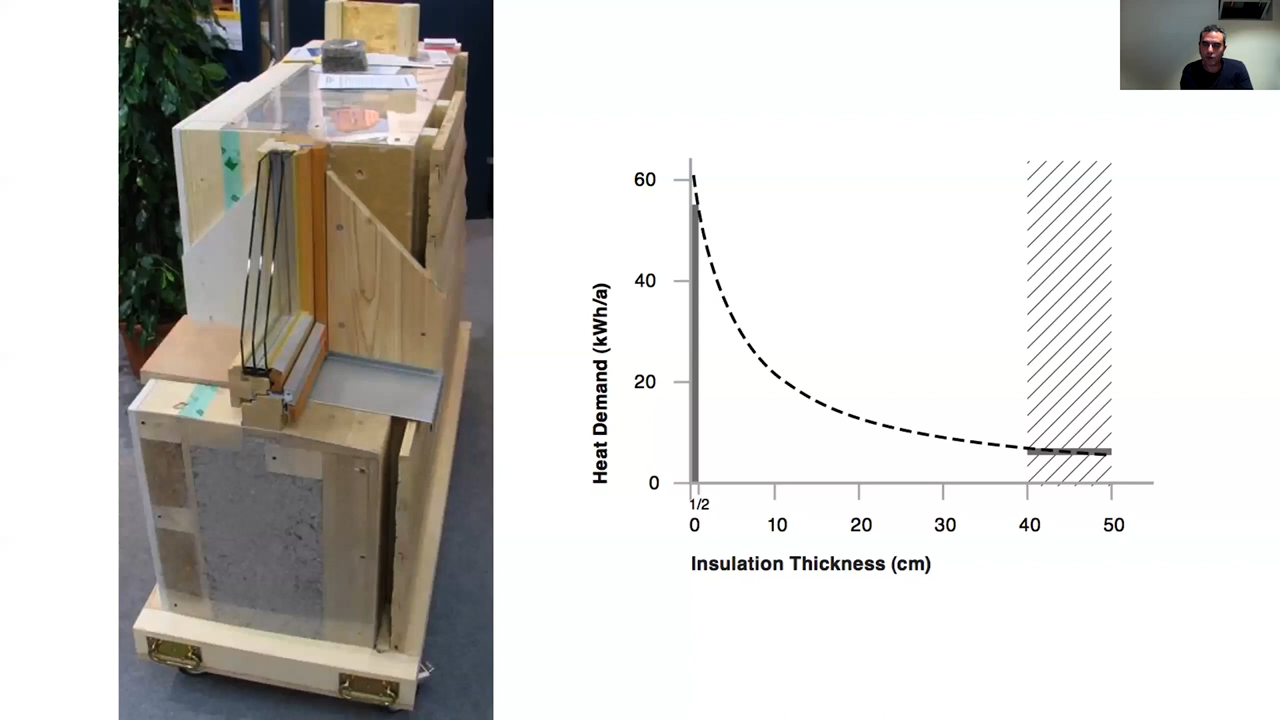 60
40
20
0
Heat Demand (kWh/a)
1/2
0 10 20 30 40 50
Insulation Thickness (cm)